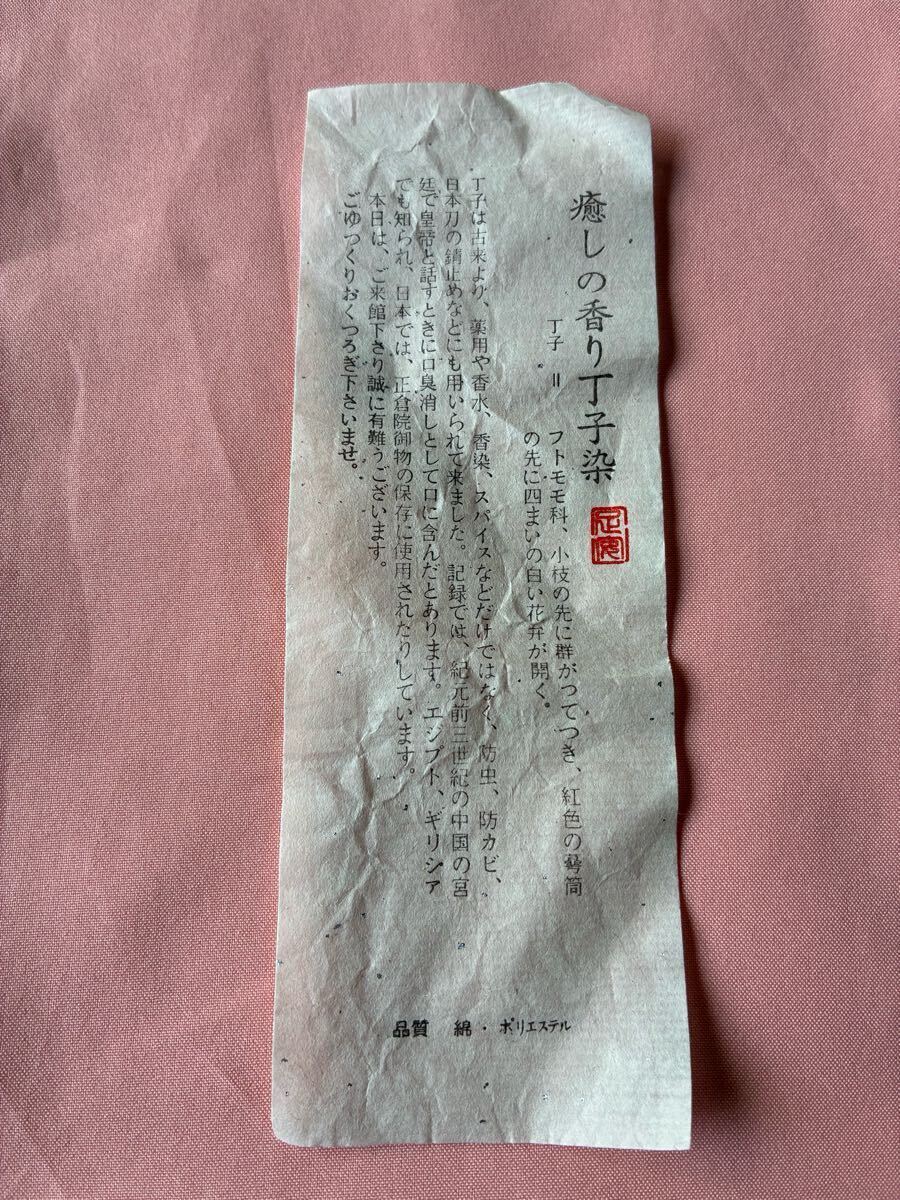 癒しの香り丁子染
丁子＝フトモモ科、小枝の先に群がってつき、紅色の萼筒
の先に四まいの白い花弁が開く。
丁子は古来より、薬用や香水、香染、スパイスなどだけではなく、防虫、防カビ、
日本刀の錆止めなどにも用いられて来ました。記録では、紀元前三世紀の中国の宮
廷で皇帝と話すときに口臭消しとして口に含んだとあります。エジプト、ギリシア
でも知られ、日本では、正倉院御物の保存に使用されたりしています。
本日は、ご来館下さり誠に有難うございます。
ごゆっくりおくつろぎ下さいませ。
品質 綿・ポリエステル